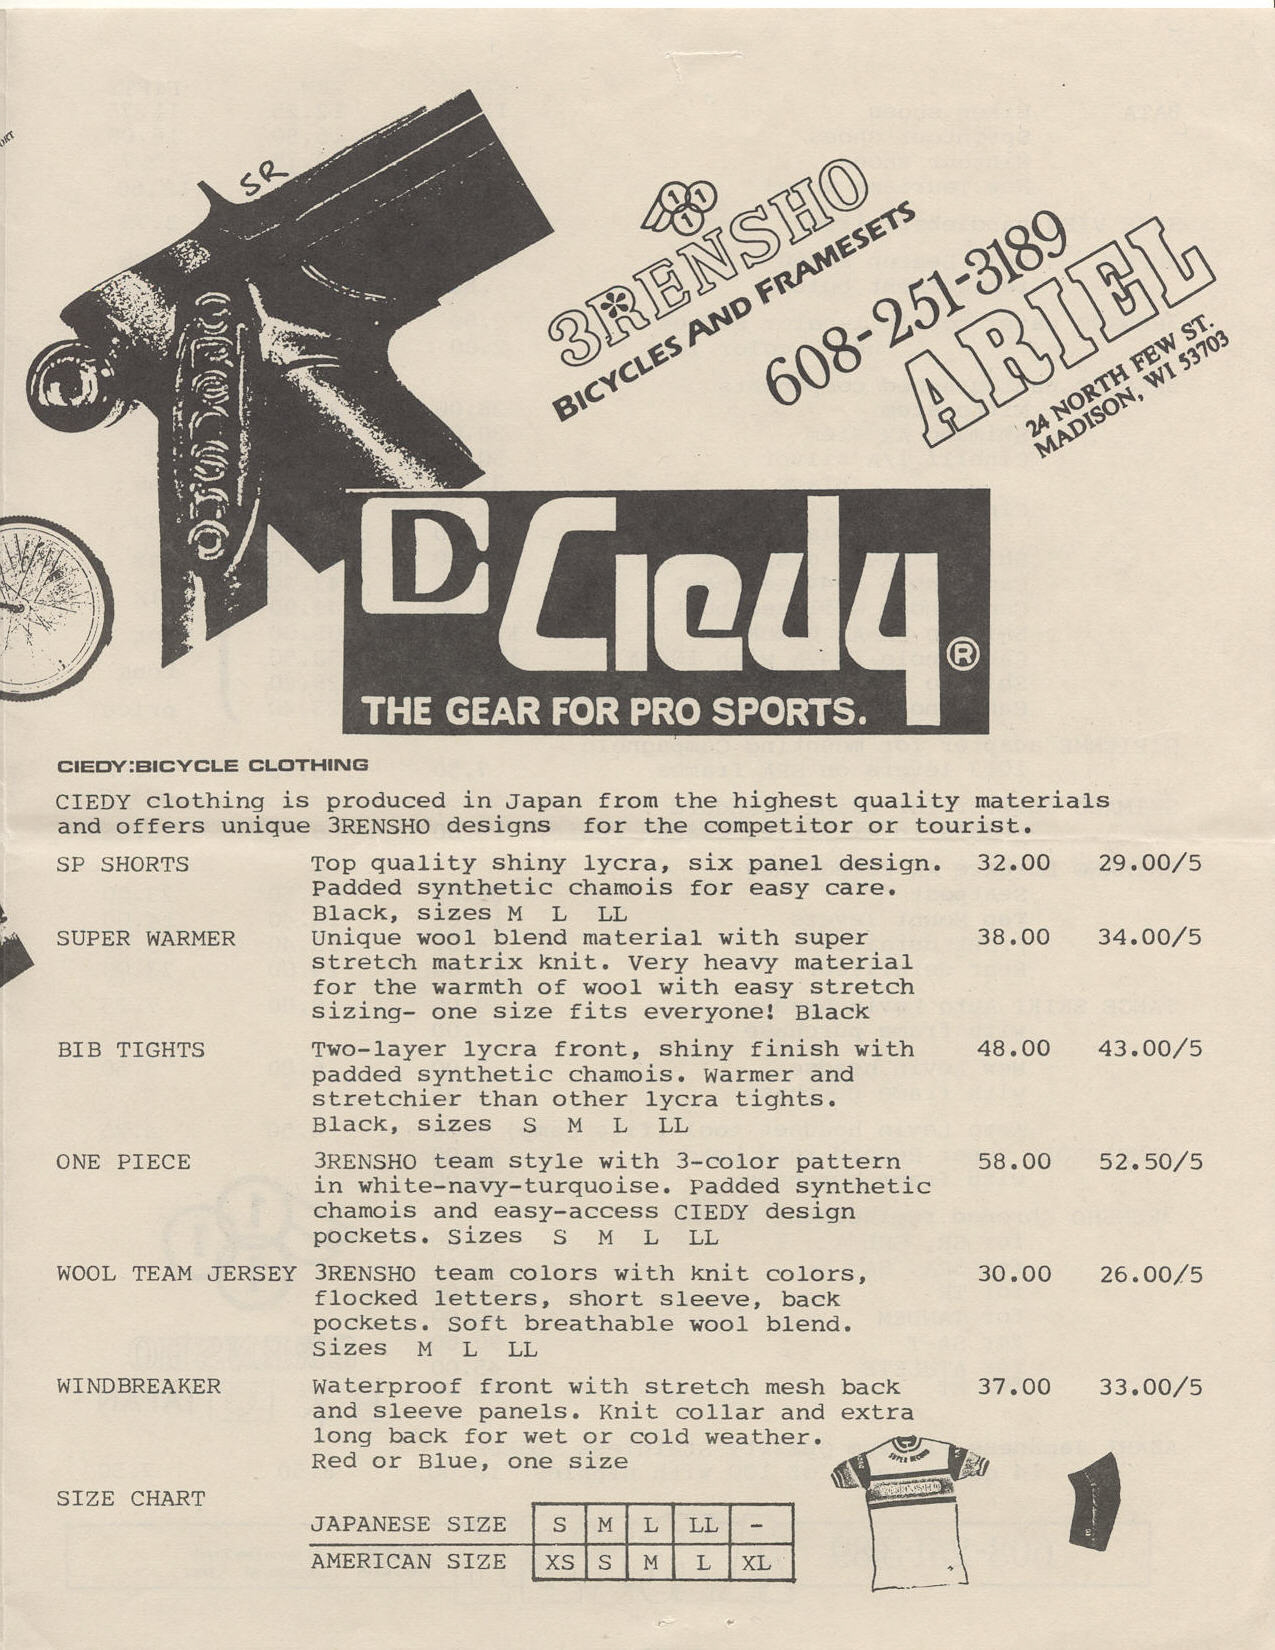 SR
3RENSHO
BICYCLES AND FRAMESETS
608-251-3189
ARIEL
24 NORTH FEW ST.
MADISON, WI 53703
D Ciedy ®
THE GEAR FOR PRO SPORTS.
CIEDY:BICYCLE CLOTHING
CIEDY clothing is produced in Japan from the highest quality materials
and offers unique 3RENSHO designs for the competitor or tourist.
SP SHORTS Top quality shiny lycra, six panel design. 32.00 29.00/5
Padded synthetic chamois for easy care.
Black, sizes M L LL
SUPER WARMER Unique wool blend material with super 38.00 34.00/5
stretch matrix knit. Very heavy material
for the warmth of wool with easy stretch
sizing- one size fits everyone! Black
BIB TIGHTS Two-layer lycra front, shiny finish with 48.00 43.00/5
padded synthetic chamois. Warmer and
stretchier than other lycra tights.
Black, sizes S M L LL
ONE PIECE 3RENSHO team style with 3-color pattern 58.00 52.50/5
in white-navy-turquoise. Padded synthetic
chamois and easy-access CIEDY design
pockets. Sizes S M L LL
WOOL TEAM JERSEY 3RENSHO team colors with knit colors, 30.00 26.00/5
flocked letters, short sleeve, back
pockets. Soft breathable wool blend.
Sizes M L LL
WINDBREAKER Waterproof front with stretch mesh back 37.00 33.00/5
and sleeve panels. Knit collar and extra
long back for wet or cold weather.
Red or Blue, one size
SIZE CHART
JAPANESE SIZE S M L LL -
AMERICAN SIZE XS S M L XL
3RENSHO